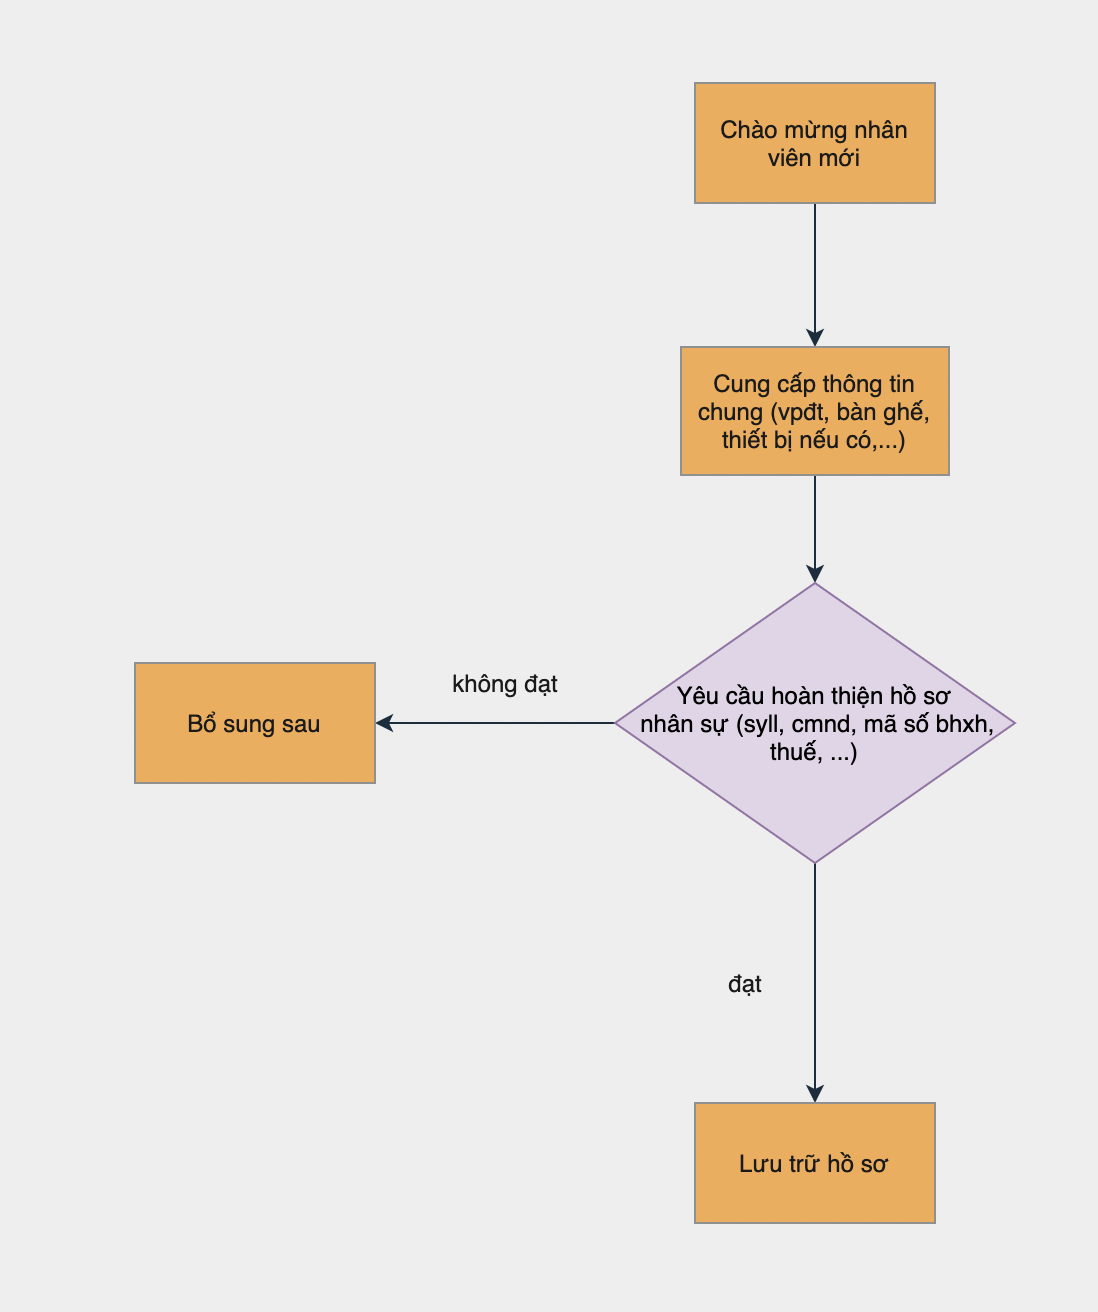 Chào mừng nhân
viên mới
Cung cấp thông tin
chung (vpđt, bàn ghế,
thiết bị nếu có,...)
Yêu cầu hoàn thiện hồ sơ
nhân sự (syll, cmnd, mã số bhxh,
thuế, ...)
không đạt
Bổ sung sau
đạt
Lưu trữ hồ sơ